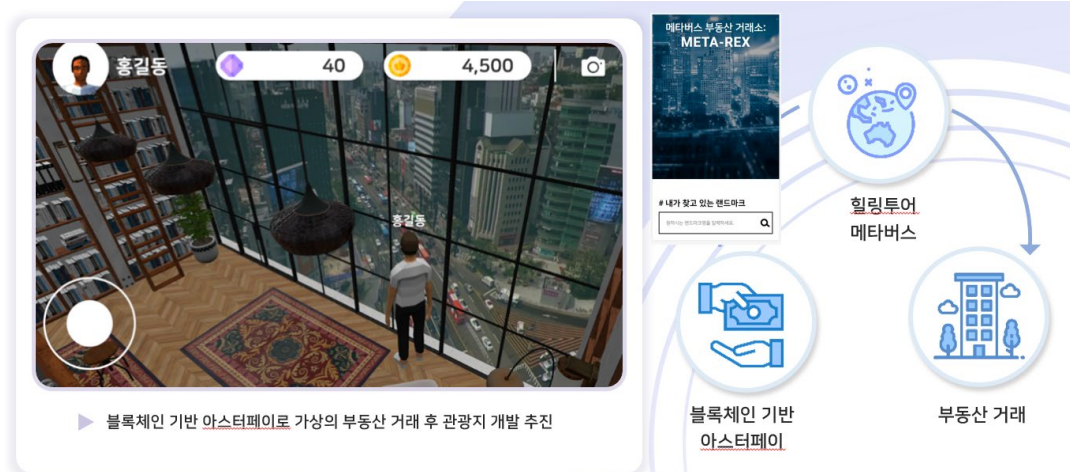 홍길동
40
4,500
홍길동
블록체인 기반 아스터페이로 가상의 부동산 거래 후 관광지 개발 추진
메타버스 부동산 거래소:
META-REX
# 내가 찾고 있는 랜드마크
힐링투어
메타버스
블록체인 기반
아스터페이
부동산 거래